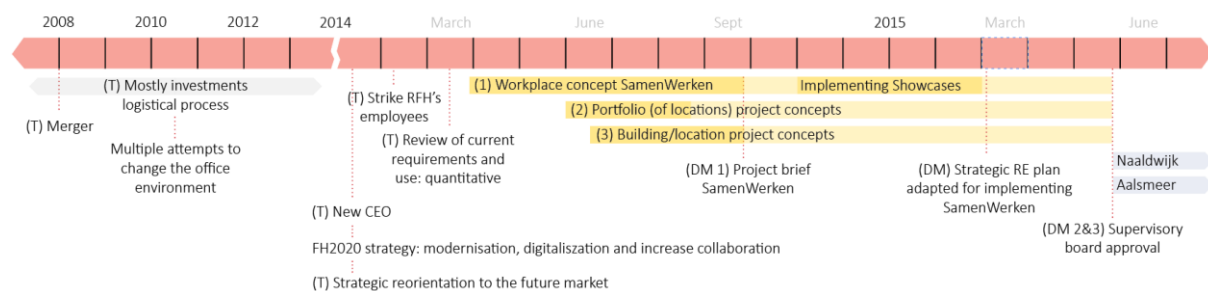 2008 2010 2012 2014 March June Sept 2015 March June
(T) Mostly investments
logistical process
(T) Merger
Multiple attempts to
change the office
environment
(T) Strike RFH's
employees
(T) Review of current
requirements and
use: quantitative
(T) New CEO
FH2020 strategy: modernisation, digitaliszation and increase collaboration
(T) Strategic reorientation to the future market
(1) Workplace concept SamenWerken
Implementing Showcases
(2) Portfolio (of locations) project concepts
(3) Building/location project concepts
(DM 1) Project brief
SamenWerken
(DM) Strategic RE plan
adapted for implementing
SamenWerken
Naaldwijk
Aalsmeer
(DM 2&3) Supervisory
board approval